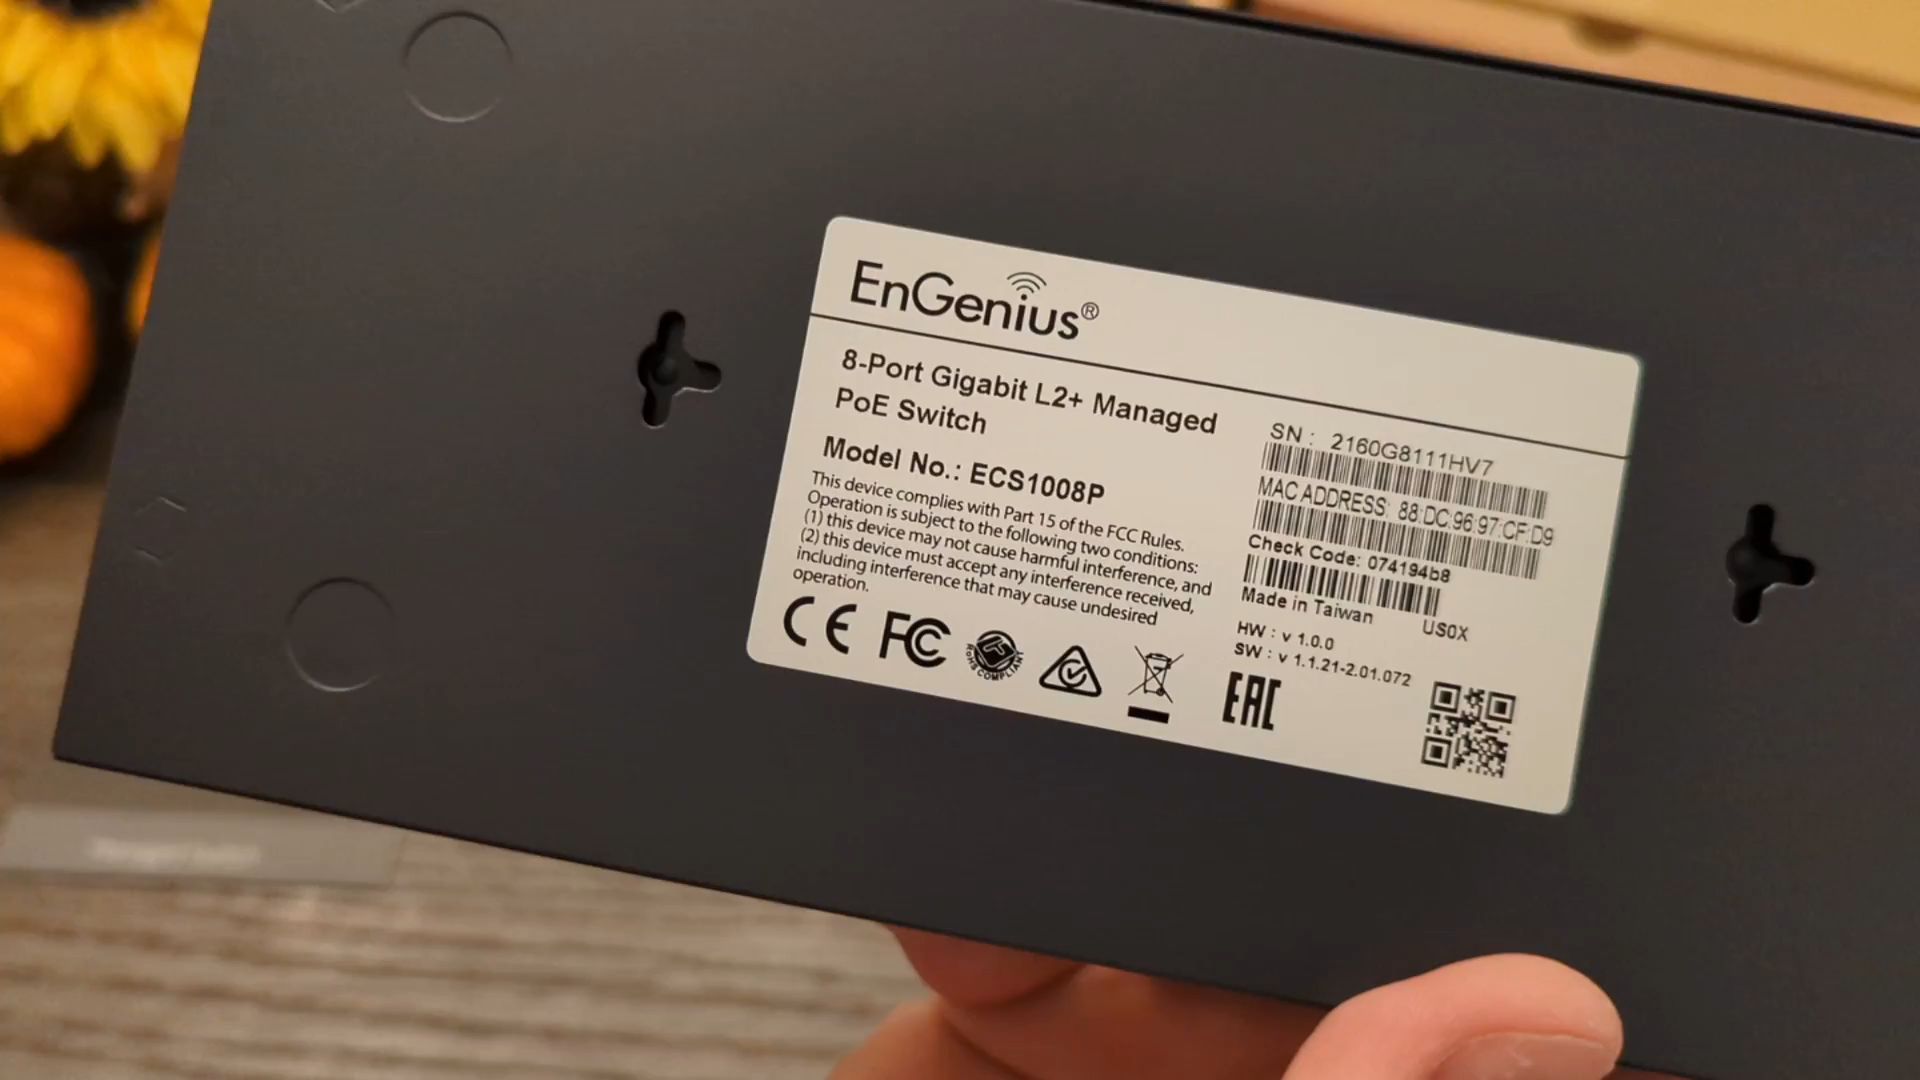 EnGenius®
8-Port Gigabit L2+ Managed
PoE Switch
Model No.: ECS1008P
This device complies with Part 15 of the FCC Rules.
Operation is subject to the following two conditions:
(1) this device may not cause harmful interference, and
(2) this device must accept any interference received,
including interference that may cause undesired
operation.
CE FC RoHS COMPLIANT
SN : 2160G8111HV7
MAC ADDRESS: 88:DC:96:97:CF:D9
Check Code: 074194b8
Made in Taiwan US0X
HW : v 1.0.0
SW : v 1.1.21-2.01.072
EAC